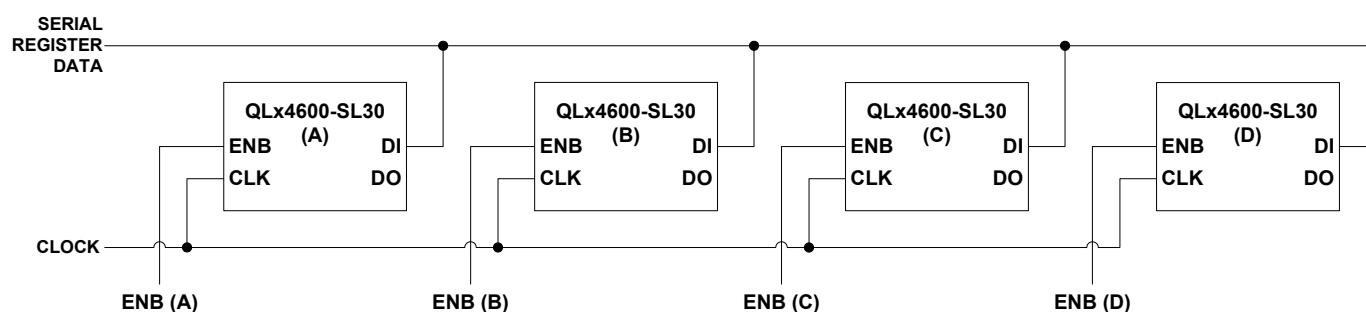 SERIAL
REGISTER
DATA
QLx4600-SL30
(A)
ENB DI
CLK DO
QLx4600-SL30
(B)
ENB DI
CLK DO
QLx4600-SL30
(C)
ENB DI
CLK DO
QLx4600-SL30
(D)
ENB DI
CLK DO
CLOCK
ENB (A)
ENB (B)
ENB (C)
ENB (D)